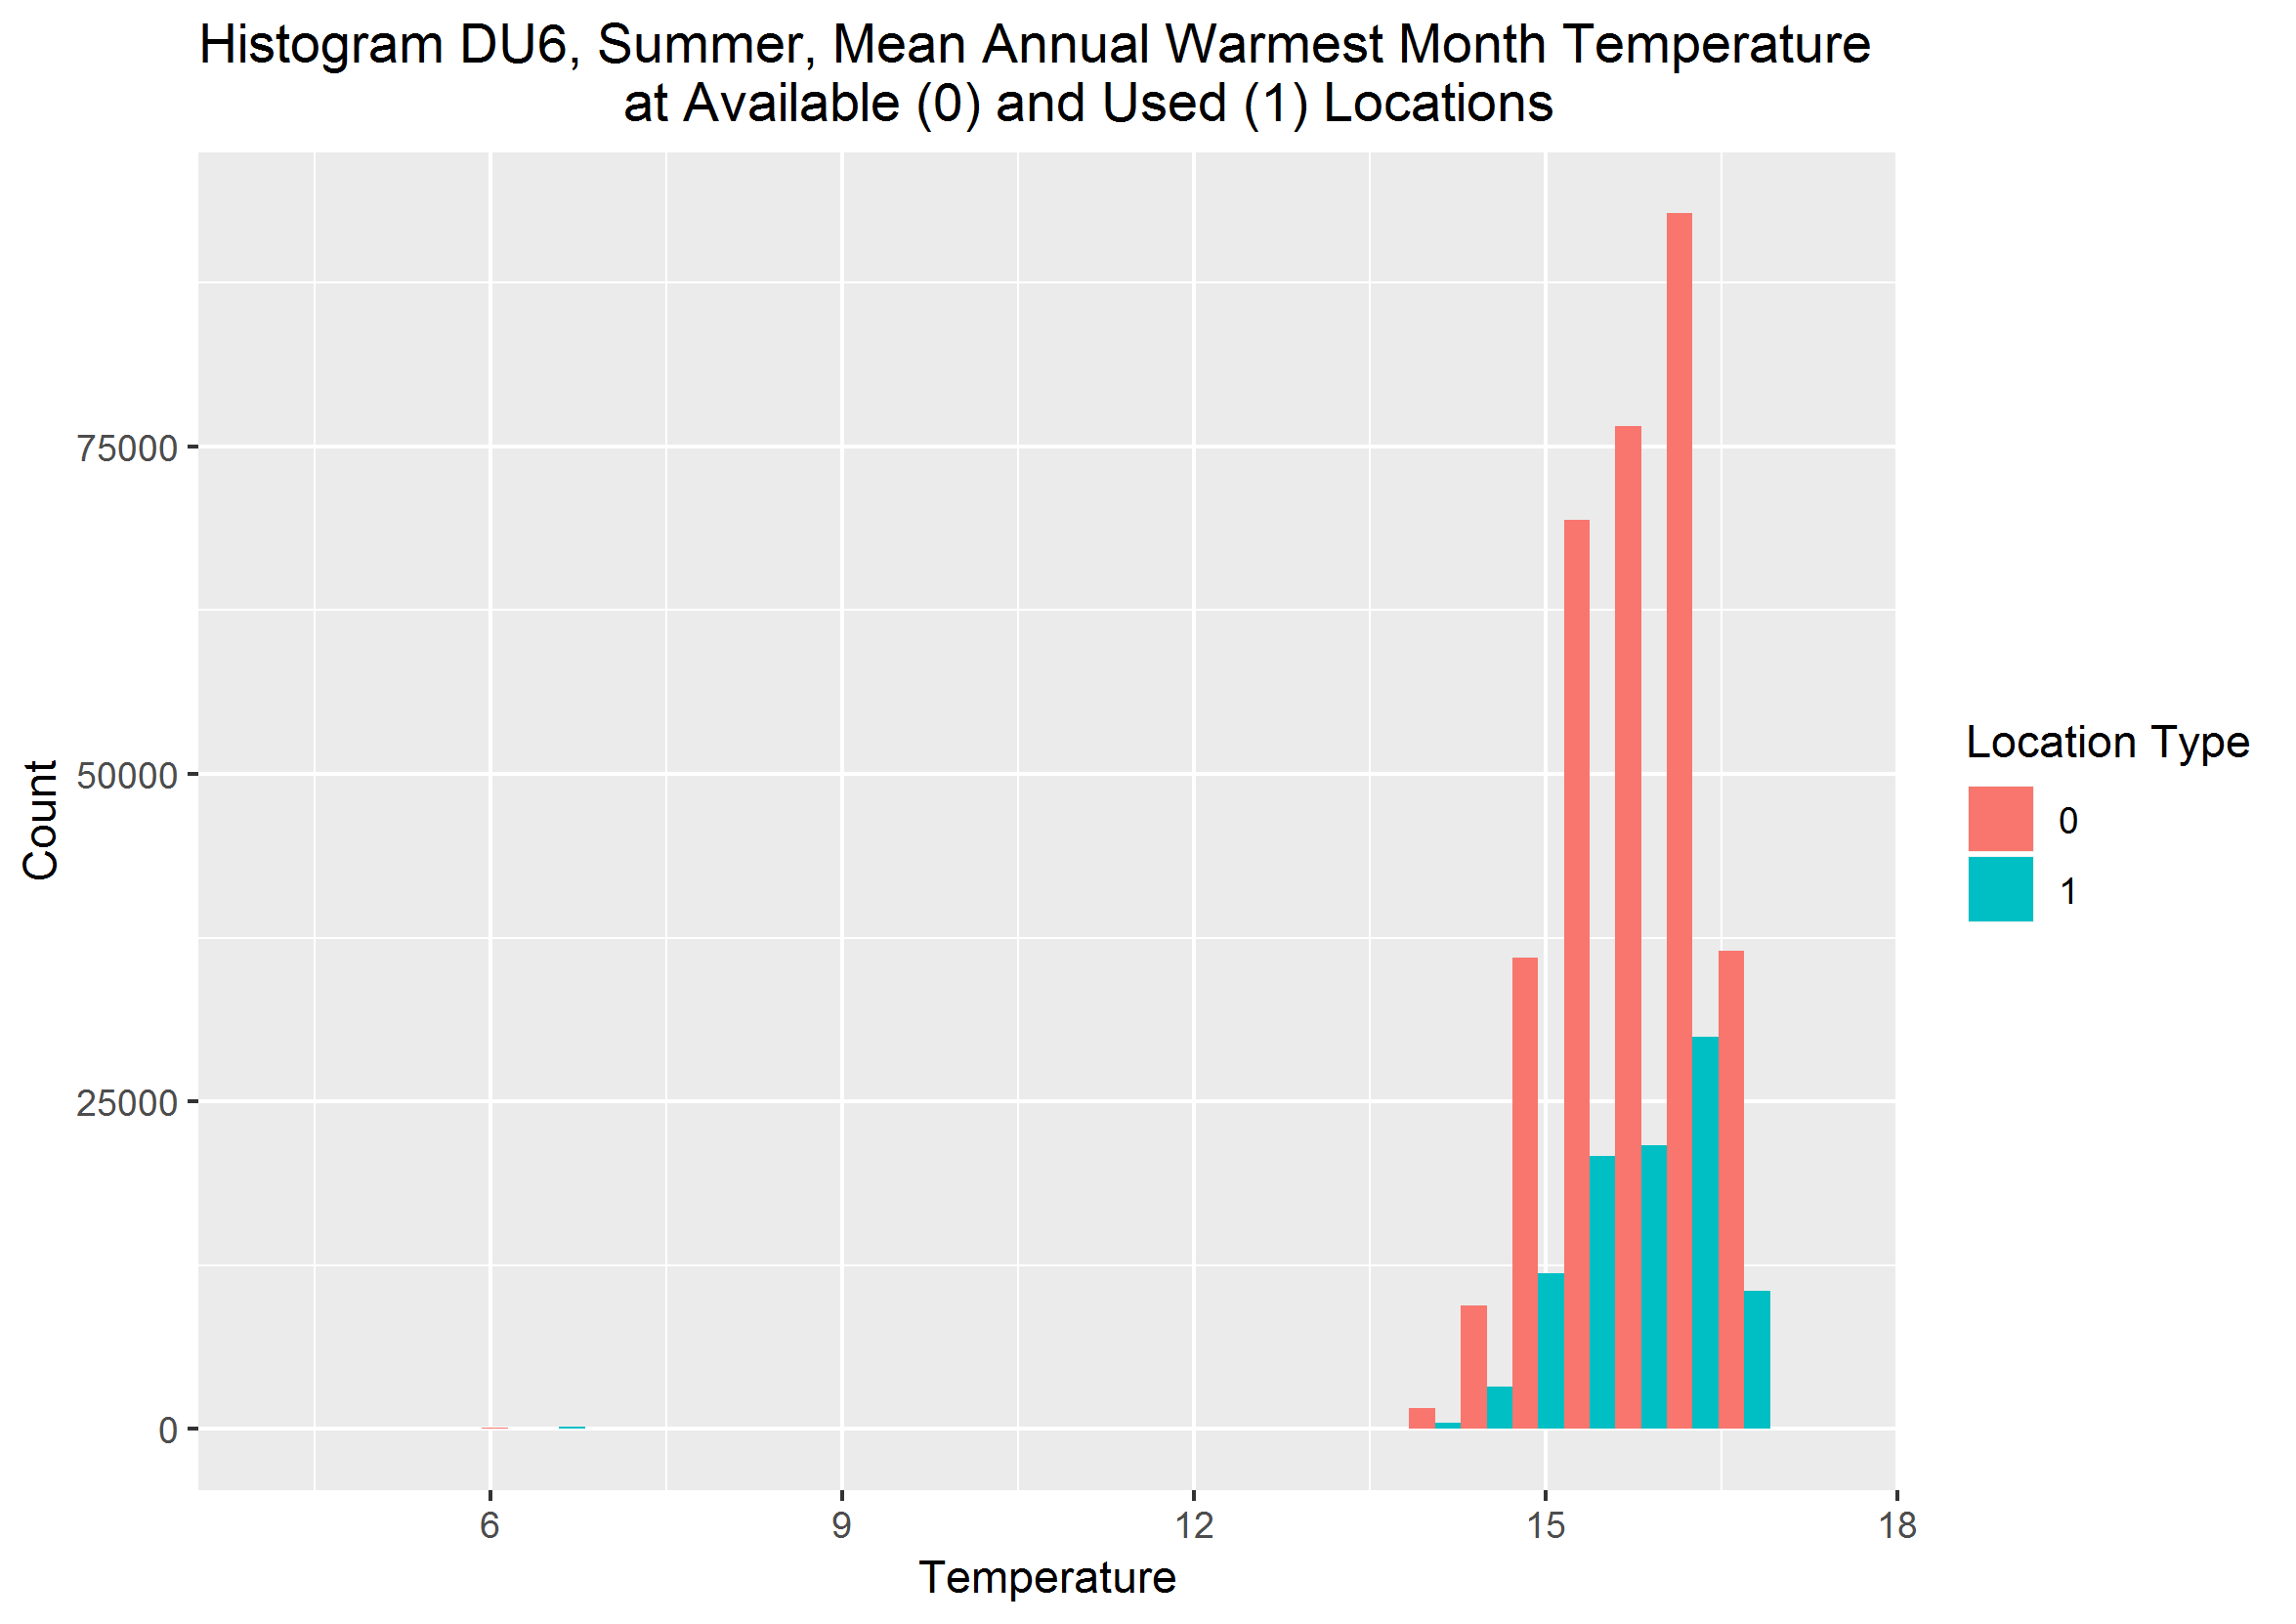 Histogram DU6, Summer, Mean Annual Warmest Month Temperature
at Available (0) and Used (1) Locations
Count
75000
50000
25000
0
6
9
12
15
18
Temperature
Location Type
0
1